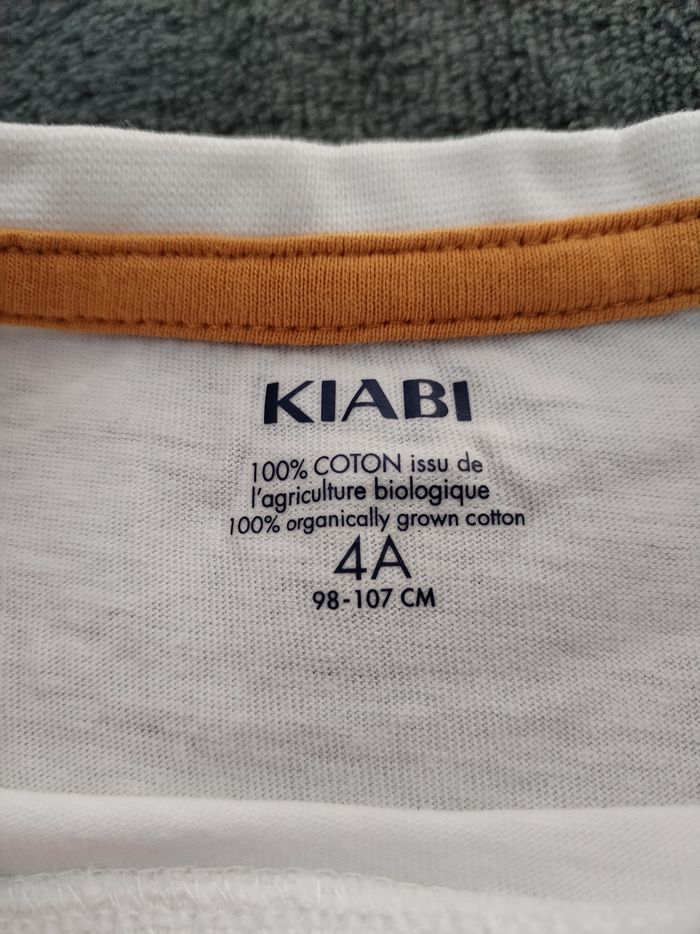 KIABI
100% COTON issu de
l'agriculture biologique
100% organically grown cotton
4A
98-107 CM